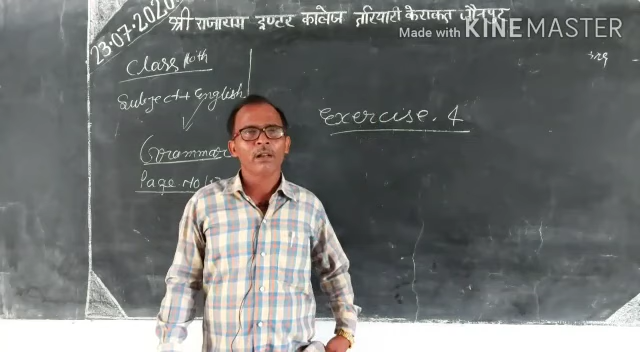 Made with KINEMASTER
23.07.2020
श्री राजाराम इण्टर कालेज तरियारी केराकत जौनपुर
Class 10th
Subject → English
Exercise. 4
Grammar
Page. No